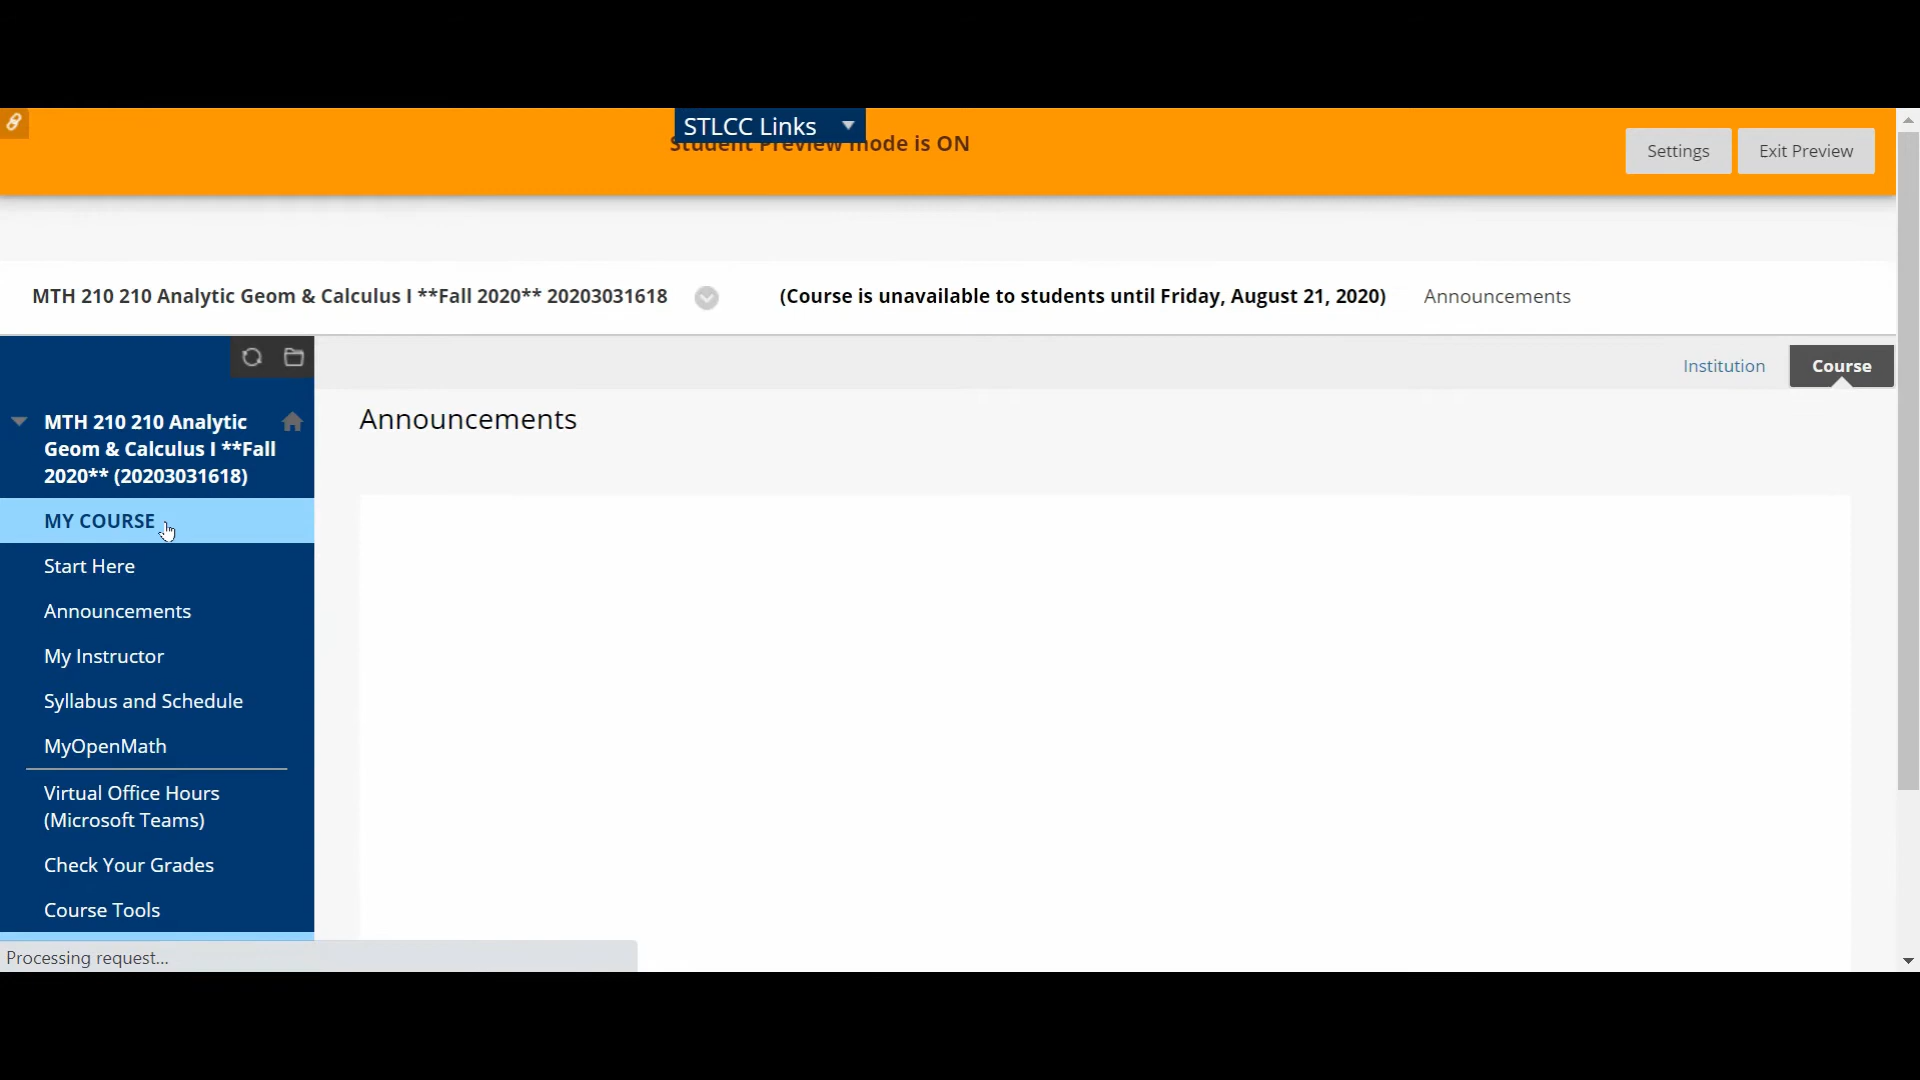 STLCC Links
Student Preview mode is ON
Settings
Exit Preview
MTH 210 210 Analytic Geom & Calculus I **Fall 2020** 20203031618
(Course is unavailable to students until Friday, August 21, 2020)
Announcements
Institution
Course
MTH 210 210 Analytic
Geom & Calculus I **Fall
2020** (20203031618)
MY COURSE
Start Here
Announcements
My Instructor
Syllabus and Schedule
MyOpenMath
Virtual Office Hours
(Microsoft Teams)
Check Your Grades
Course Tools
Announcements
Processing request...